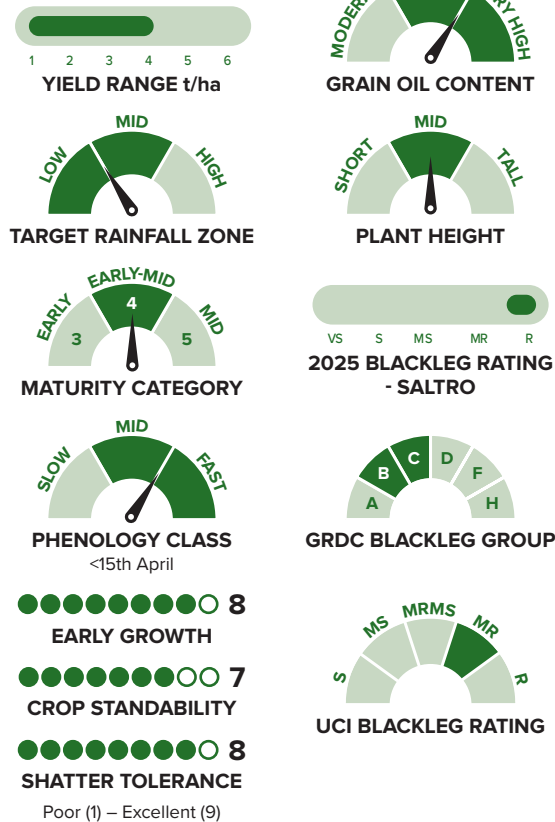 1 2 3 4 5 6
YIELD RANGE t/ha
GRAIN OIL CONTENT
LOW MID HIGH
TARGET RAINFALL ZONE
SHORT MID TALL
PLANT HEIGHT
EARLY EARLY-MID MID
3 4 5
MATURITY CATEGORY
VS S MS MR R
2025 BLACKLEG RATING
- SALTRO
SLOW MID FAST
PHENOLOGY CLASS
<15th April
A B C D F H
GRDC BLACKLEG GROUP
8
EARLY GROWTH
7
CROP STANDABILITY
8
SHATTER TOLERANCE
Poor (1) – Excellent (9)
S MS MRMS MR R
UCI BLACKLEG RATING